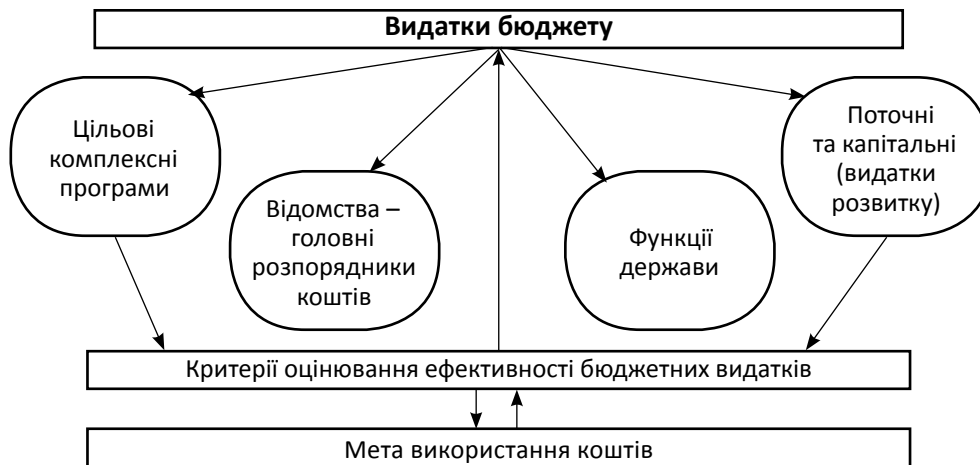 Видатки бюджету
Цільові
комплексні
програми
Відомства –
головні
розпорядники
коштів
Функції
держави
Поточні
та капітальні
(видатки
розвитку)
Критерії оцінювання ефективності бюджетних видатків
Мета використання коштів